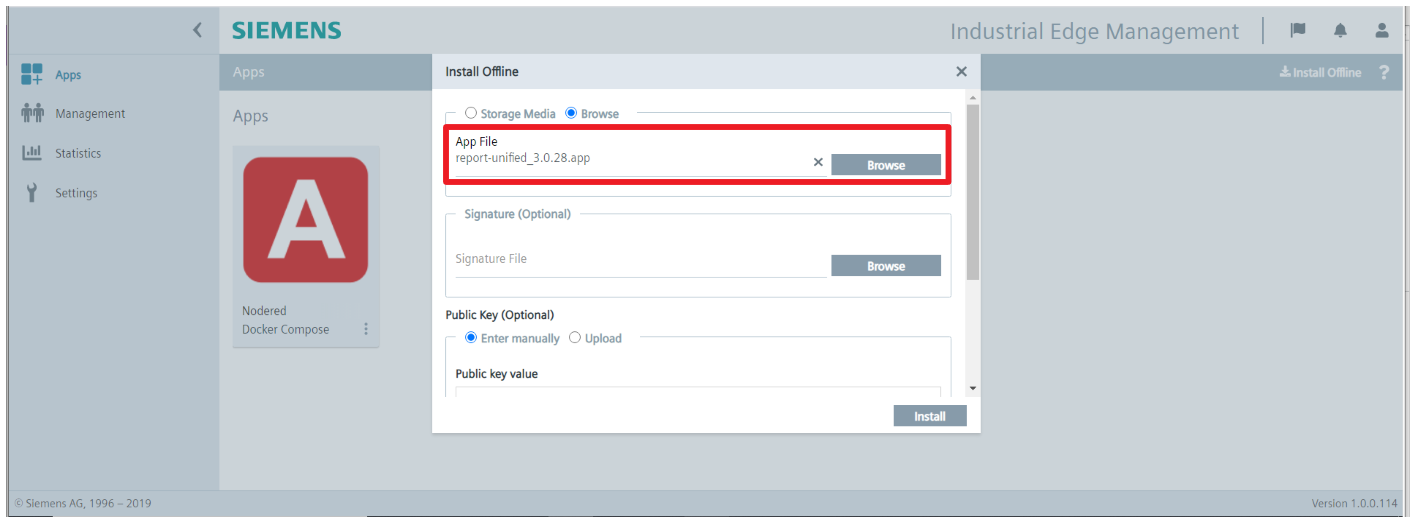 SIEMENS
Industrial Edge Management
Apps
Management
Statistics
Settings
Apps
Install Offline
?
Apps
A
Nodered
Docker Compose
Install Offline
Storage Media Browse
App File
report-unified_3.0.28.app
Browse
Signature (Optional)
Signature File
Browse
Public Key (Optional)
Enter manually Upload
Public key value
Install
© Siemens AG, 1996 – 2019
Version 1.0.0.114